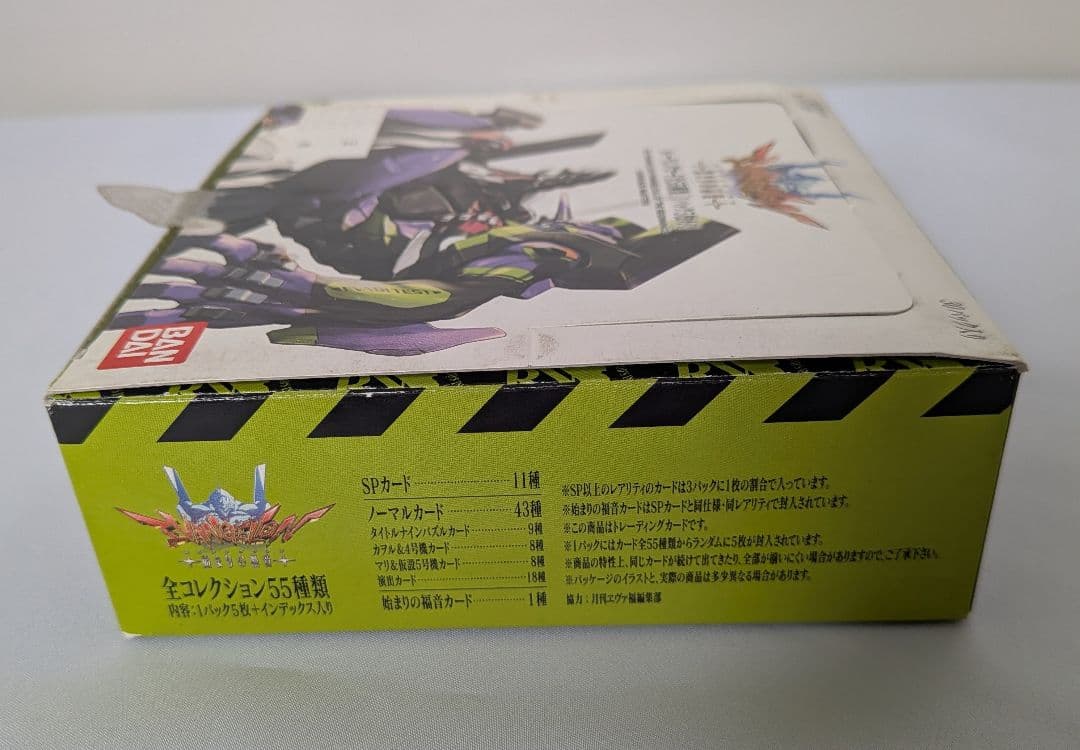 BAN
DAI
EVANGELION
始まりの福音
全コレクション55種類
内容:1パック5枚+インデックス入り
SPカード 11種
ノーマルカード 43種
タイトルナインパズルカード 9種
カヲル&4号機カード 8種
マリ&仮設5号機カード 8種
演出カード 18種
始まりの福音カード 1種
※SP以上のレアリティのカードは3パックに1枚の割合で入っています。
※始まりの福音カードはSPカードと同仕様・同レアリティで封入されています。
※この商品はトレーディングカードです。
※1パックにはカード全55種類からランダムに5枚が封入されています。
※商品の特性上、同じカードが続けて出てきたり、全部が揃いにくい場合がありますので、ご了承下さい。
※パッケージのイラストと、実際の商品は多少異なる場合があります。
協力:月刊エヴァ福編集部